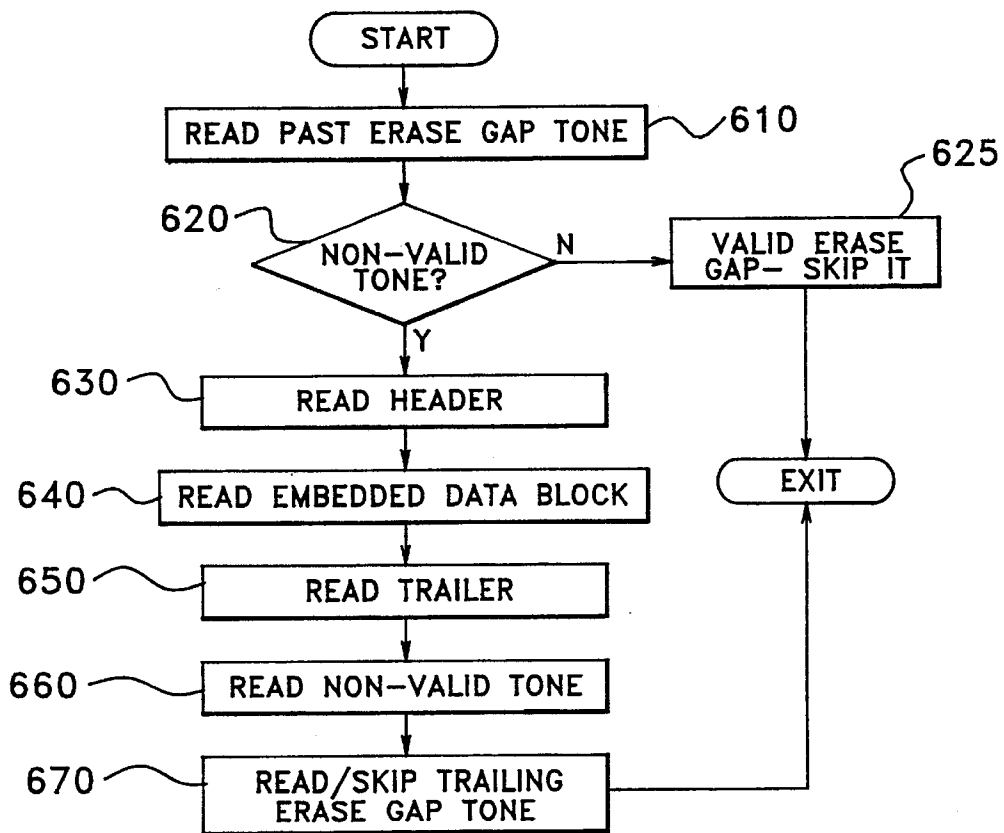 START
READ PAST ERASE GAP TONE
610
625
620
NON-VALID
TONE?
N
VALID ERASE
GAP- SKIP IT
Y
630
READ HEADER
640
READ EMBEDDED DATA BLOCK
EXIT
650
READ TRAILER
660
READ NON-VALID TONE
670
READ/SKIP TRAILING
ERASE GAP TONE